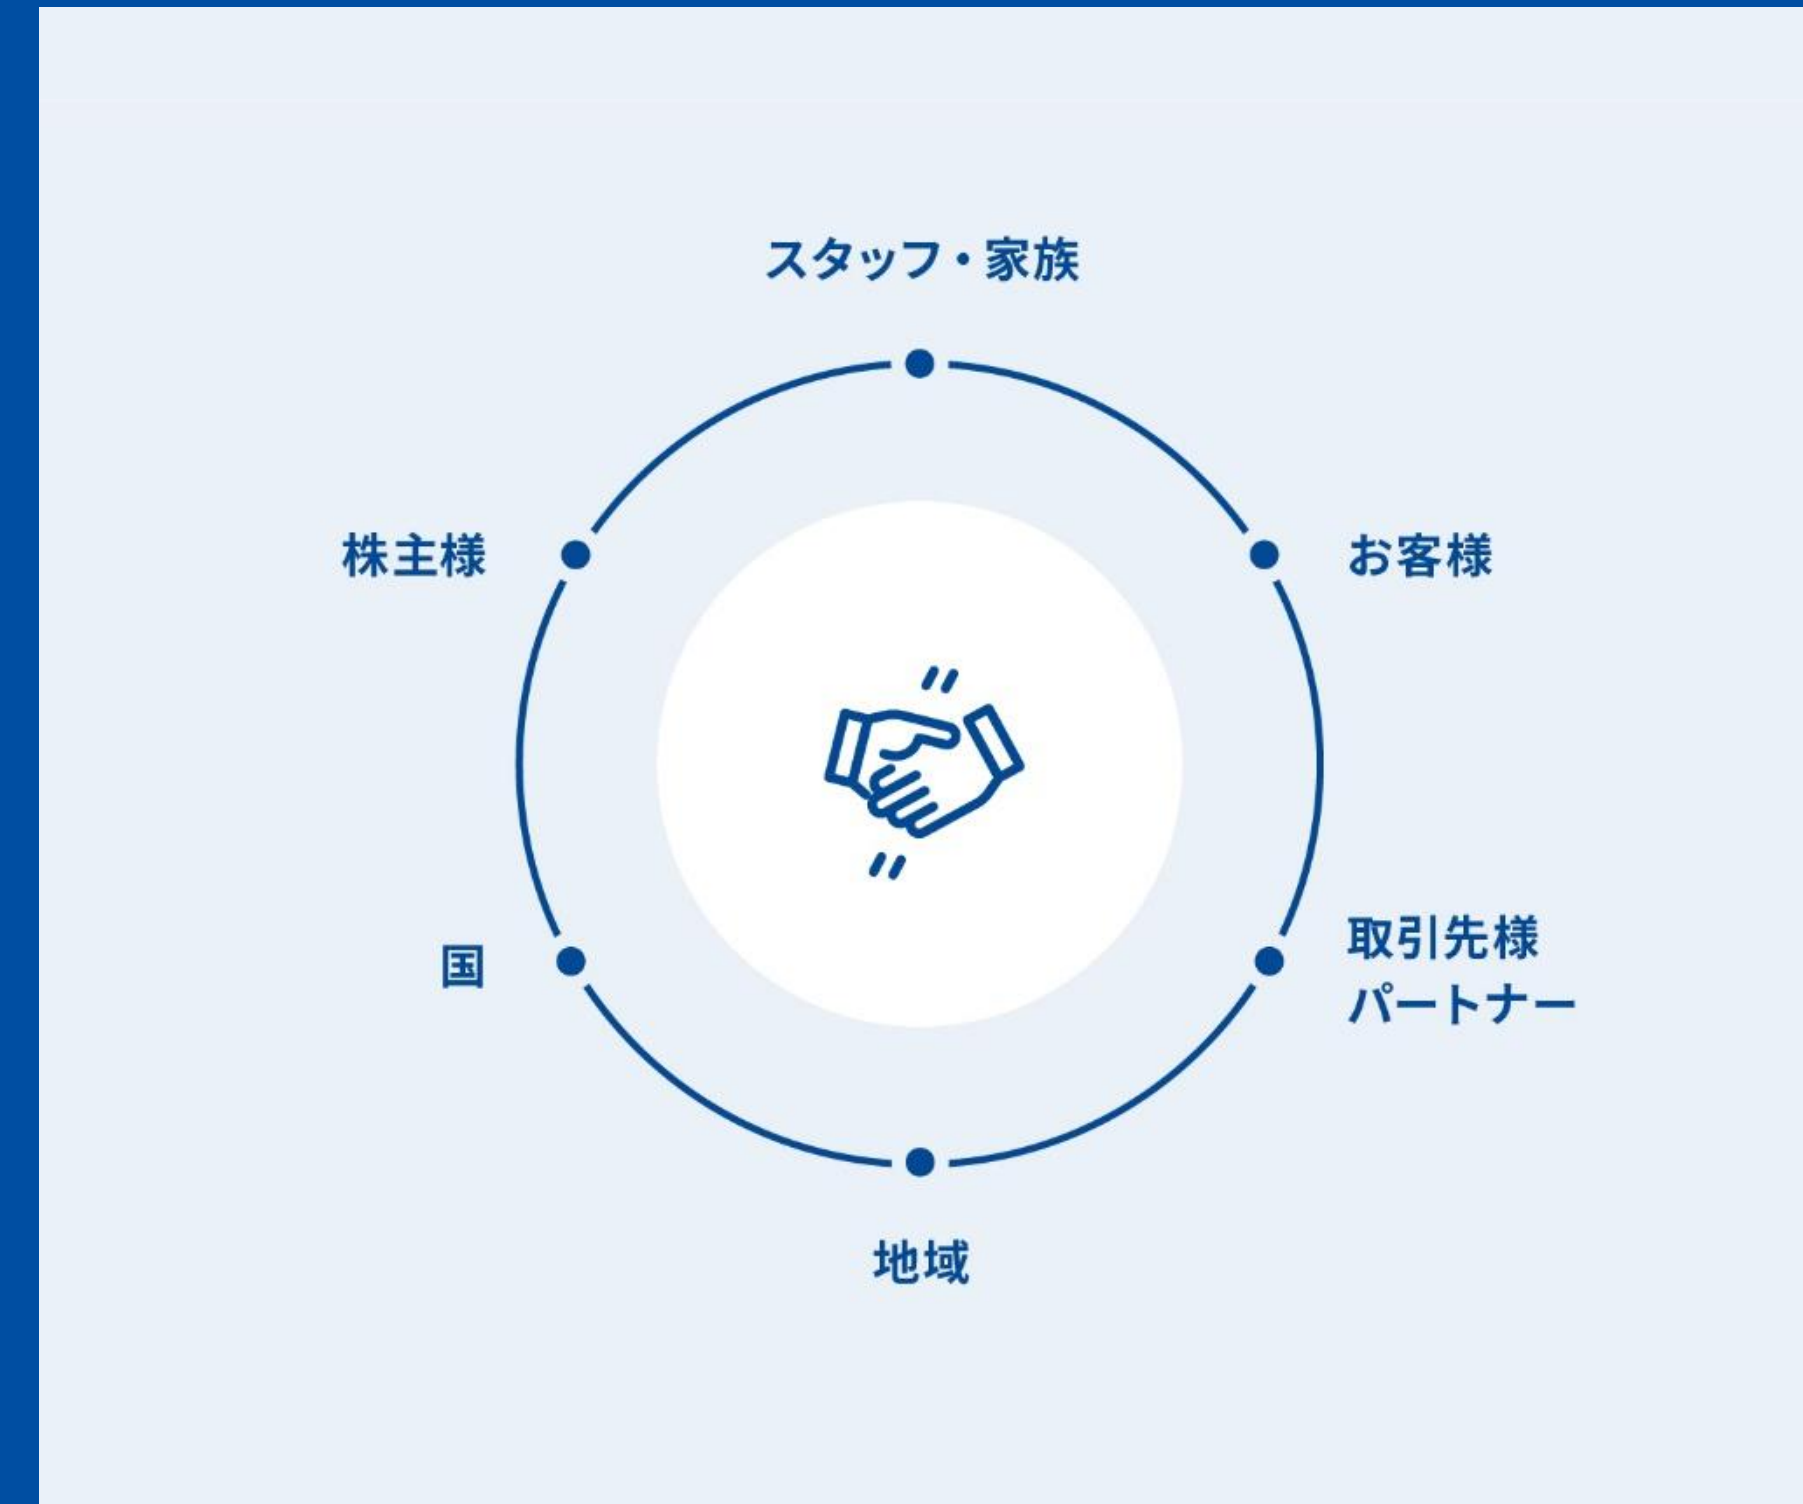 スタッフ・家族
株主様
お客様
国
取引先様
パートナー
地域